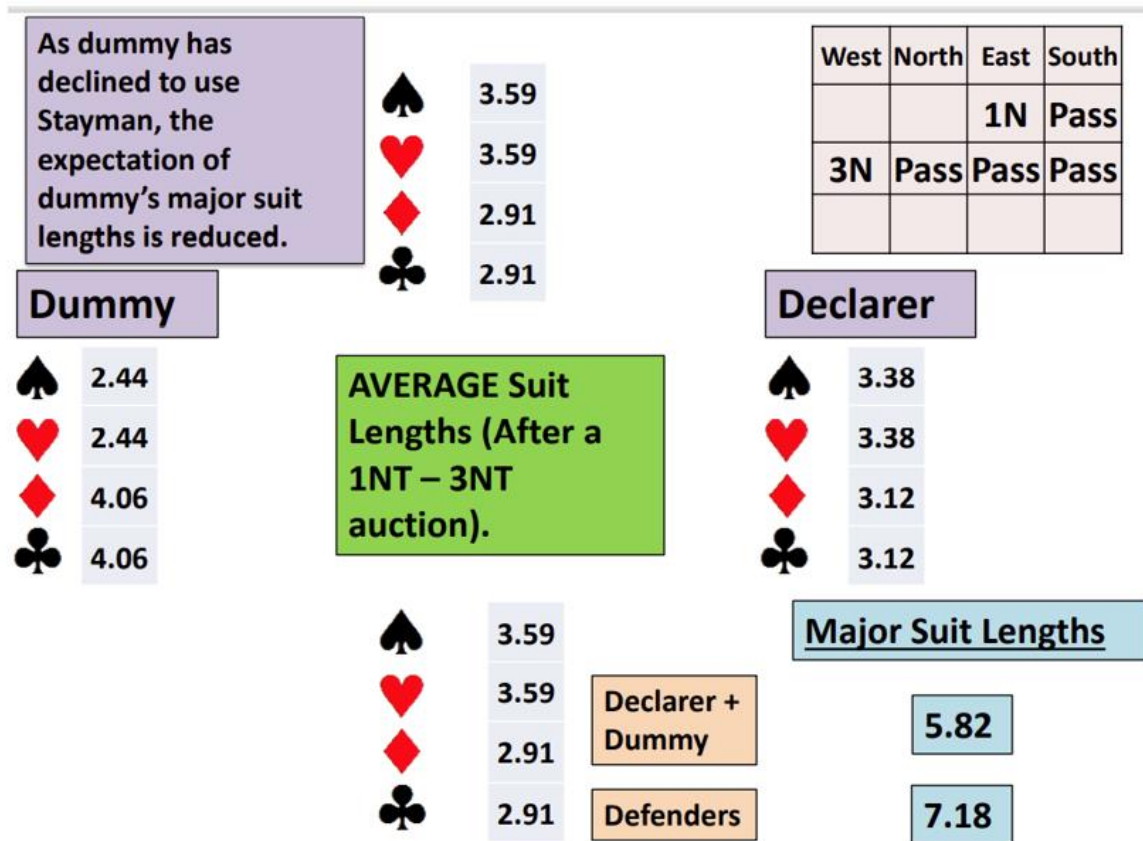 As dummy has
declined to use
Stayman, the
expectation of
dummy's major suit
lengths is reduced.
♠ 3.59
♥ 3.59
♦ 2.91
♣ 2.91
West North East South
1N Pass
3N Pass Pass Pass
Dummy
♠ 2.44
♥ 2.44
♦ 4.06
♣ 4.06
AVERAGE Suit
Lengths (After a
1NT – 3NT
auction).
Declarer
♠ 3.38
♥ 3.38
♦ 3.12
♣ 3.12
♠ 3.59
♥ 3.59
♦ 2.91
♣ 2.91
Major Suit Lengths
Declarer +
Dummy
5.82
Defenders
7.18